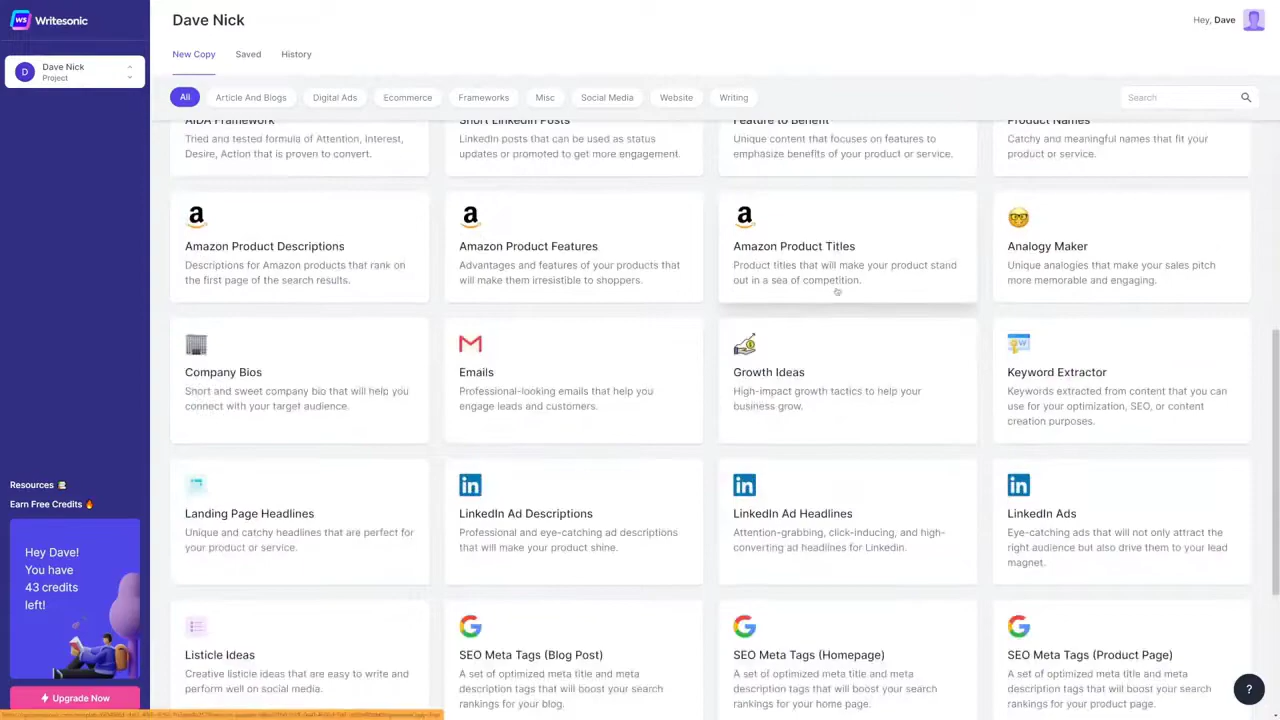 Writesonic
Dave Nick
Hey, Dave
D
Dave Nick
Project
New Copy
Saved
History
All
Article And Blogs
Digital Ads
Ecommerce
Frameworks
Misc
Social Media
Website
Writing
Search
AIDA Framework
Short LinkedIn Posts
Feature to Benefit
Product Names
Tried and tested formula of Attention, Interest,
Desire, Action that is proven to convert.
LinkedIn posts that can be used as status
updates or promoted to get more engagement.
Unique content that focuses on features to
emphasize benefits of your product or service.
Catchy and meaningful names that fit your
product or service.
Amazon Product Descriptions
Descriptions for Amazon products that rank on
the first page of the search results.
Amazon Product Features
Advantages and features of your products that
will make them irresistible to shoppers.
Amazon Product Titles
Product titles that will make your product stand
out in a sea of competition.
Analogy Maker
Unique analogies that make your sales pitch
more memorable and engaging.
Company Bios
Short and sweet company bio that will help you
connect with your target audience.
Emails
Professional-looking emails that help you
engage leads and customers.
Growth Ideas
High-impact growth tactics to help your
business grow.
Keyword Extractor
Keywords extracted from content that you can
use for your optimization, SEO, or content
creation purposes.
Landing Page Headlines
Unique and catchy headlines that are perfect for
your product or service.
LinkedIn Ad Descriptions
Professional and eye-catching ad descriptions
that will make your product shine.
LinkedIn Ad Headlines
Attention-grabbing, click-inducing, and high-
converting ad headlines for Linkedin.
LinkedIn Ads
Eye-catching ads that will not only attract the
right audience but also drive them to your lead
magnet.
Listicle Ideas
Creative listicle ideas that are easy to write and
perform well on social media.
SEO Meta Tags (Blog Post)
A set of optimized meta title and meta
description tags that will boost your search
rankings for your blog.
SEO Meta Tags (Homepage)
A set of optimized meta title and meta
description tags that will boost your search
rankings for your home page.
SEO Meta Tags (Product Page)
A set of optimized meta title and meta
description tags that will boost your search
rankings for your product page.
Resources
Earn Free Credits
Hey Dave!
You have
43 credits
left!
Upgrade Now
?